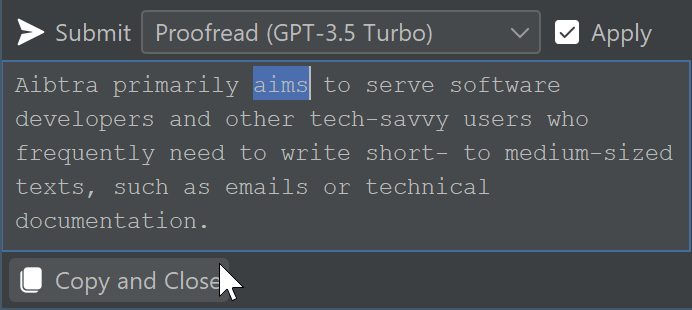 Submit Proofread (GPT-3.5 Turbo) Apply
Aibtra primarily aims to serve software
developers and other tech-savvy users who
frequently need to write short- to medium-sized
texts, such as emails or technical
documentation.
Copy and Close